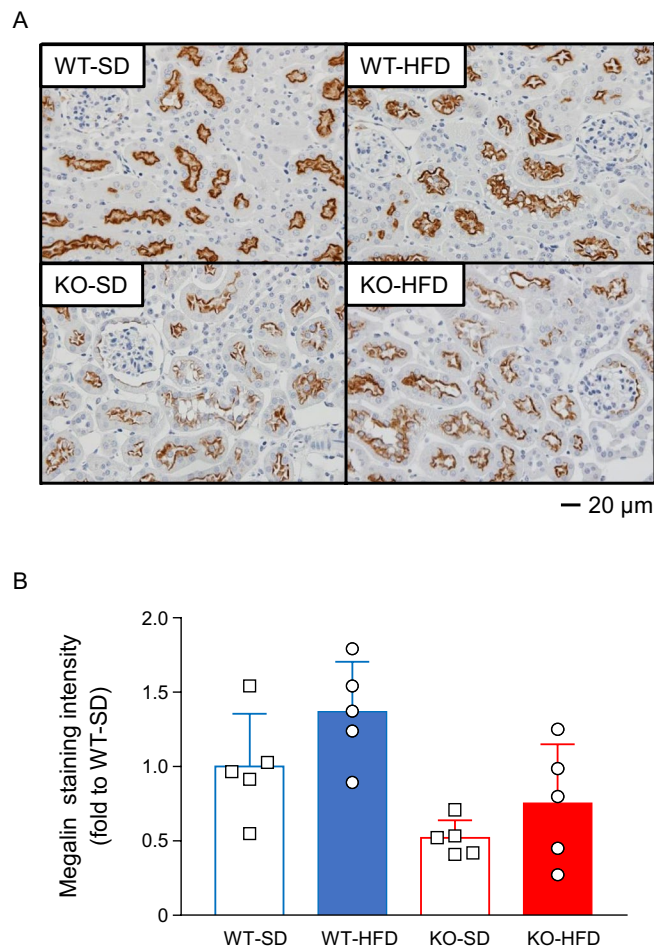 A
WT-SD
WT-HFD
KO-SD
KO-HFD
20 µm
B
Megalin staining intensity
(fold to WT-SD)
2.0
1.5
1.0
0.5
0
WT-SD WT-HFD KO-SD KO-HFD